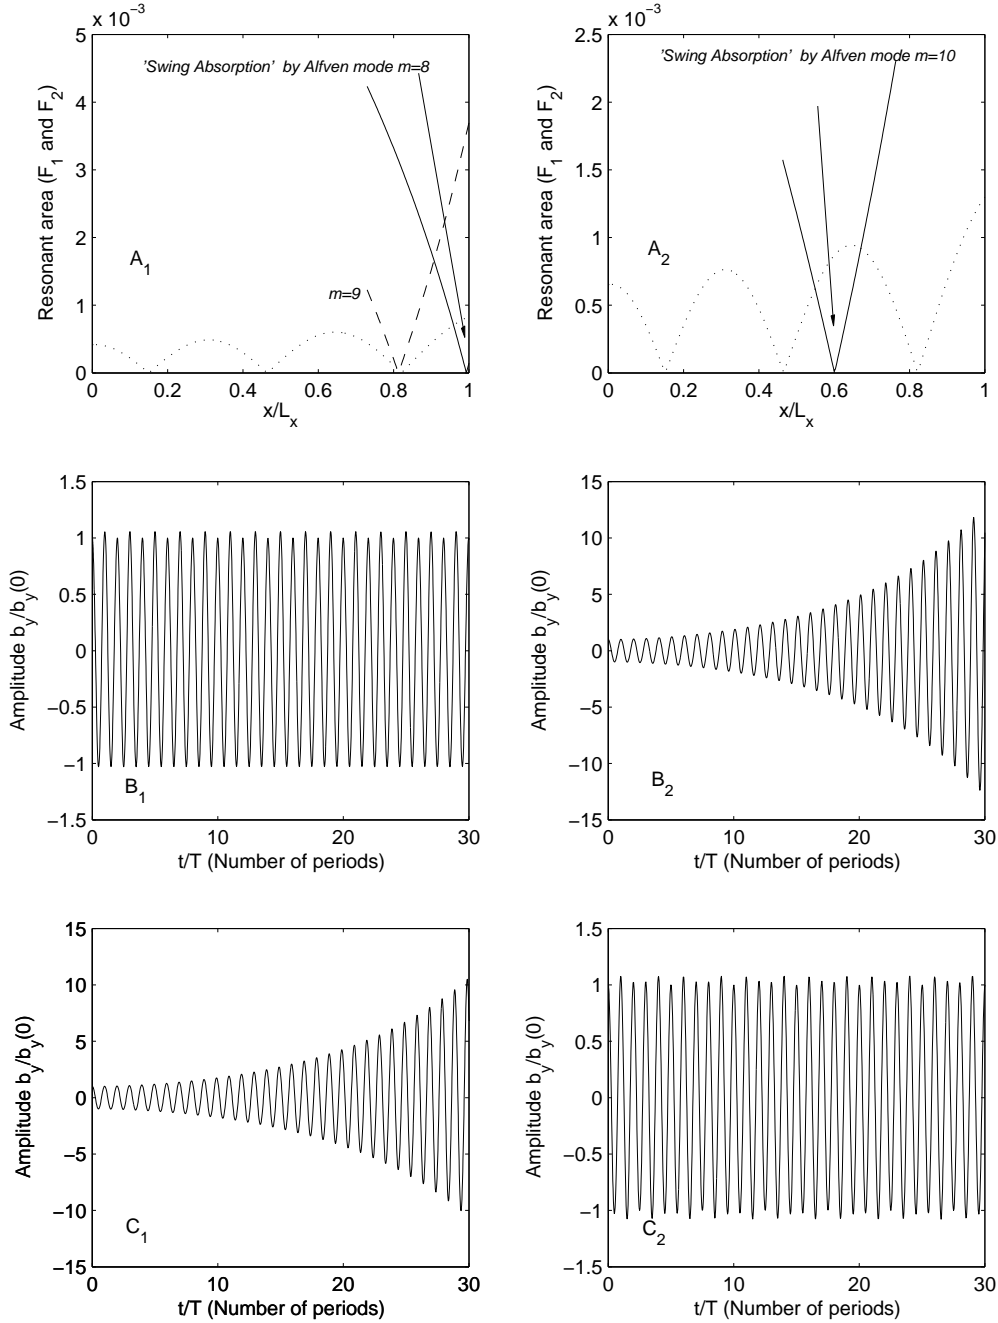 x 10⁻³
5
4
3
2
1
0
0 0.2 0.4 0.6 0.8 1
x/L_x
Resonant area (F_1 and F_2)
'Swing Absorption' by Alfven mode m=8
A_1
m=9
x 10⁻³
2.5
2
1.5
1
0.5
0
0 0.2 0.4 0.6 0.8 1
x/L_x
Resonant area (F_1 and F_2)
'Swing Absorption' by Alfven mode m=10
A_2
1.5
1
0.5
0
−0.5
−1
−1.5
0 10 20 30
t/T (Number of periods)
Amplitude b_y/b_y(0)
B_1
15
10
5
0
−5
−10
−15
0 10 20 30
t/T (Number of periods)
Amplitude b_y/b_y(0)
B_2
15
10
5
0
−5
−10
−15
0 10 20 30
t/T (Number of periods)
Amplitude b_y/b_y(0)
C_1
1.5
1
0.5
0
−0.5
−1
−1.5
0 10 20 30
t/T (Number of periods)
Amplitude b_y/b_y(0)
C_2